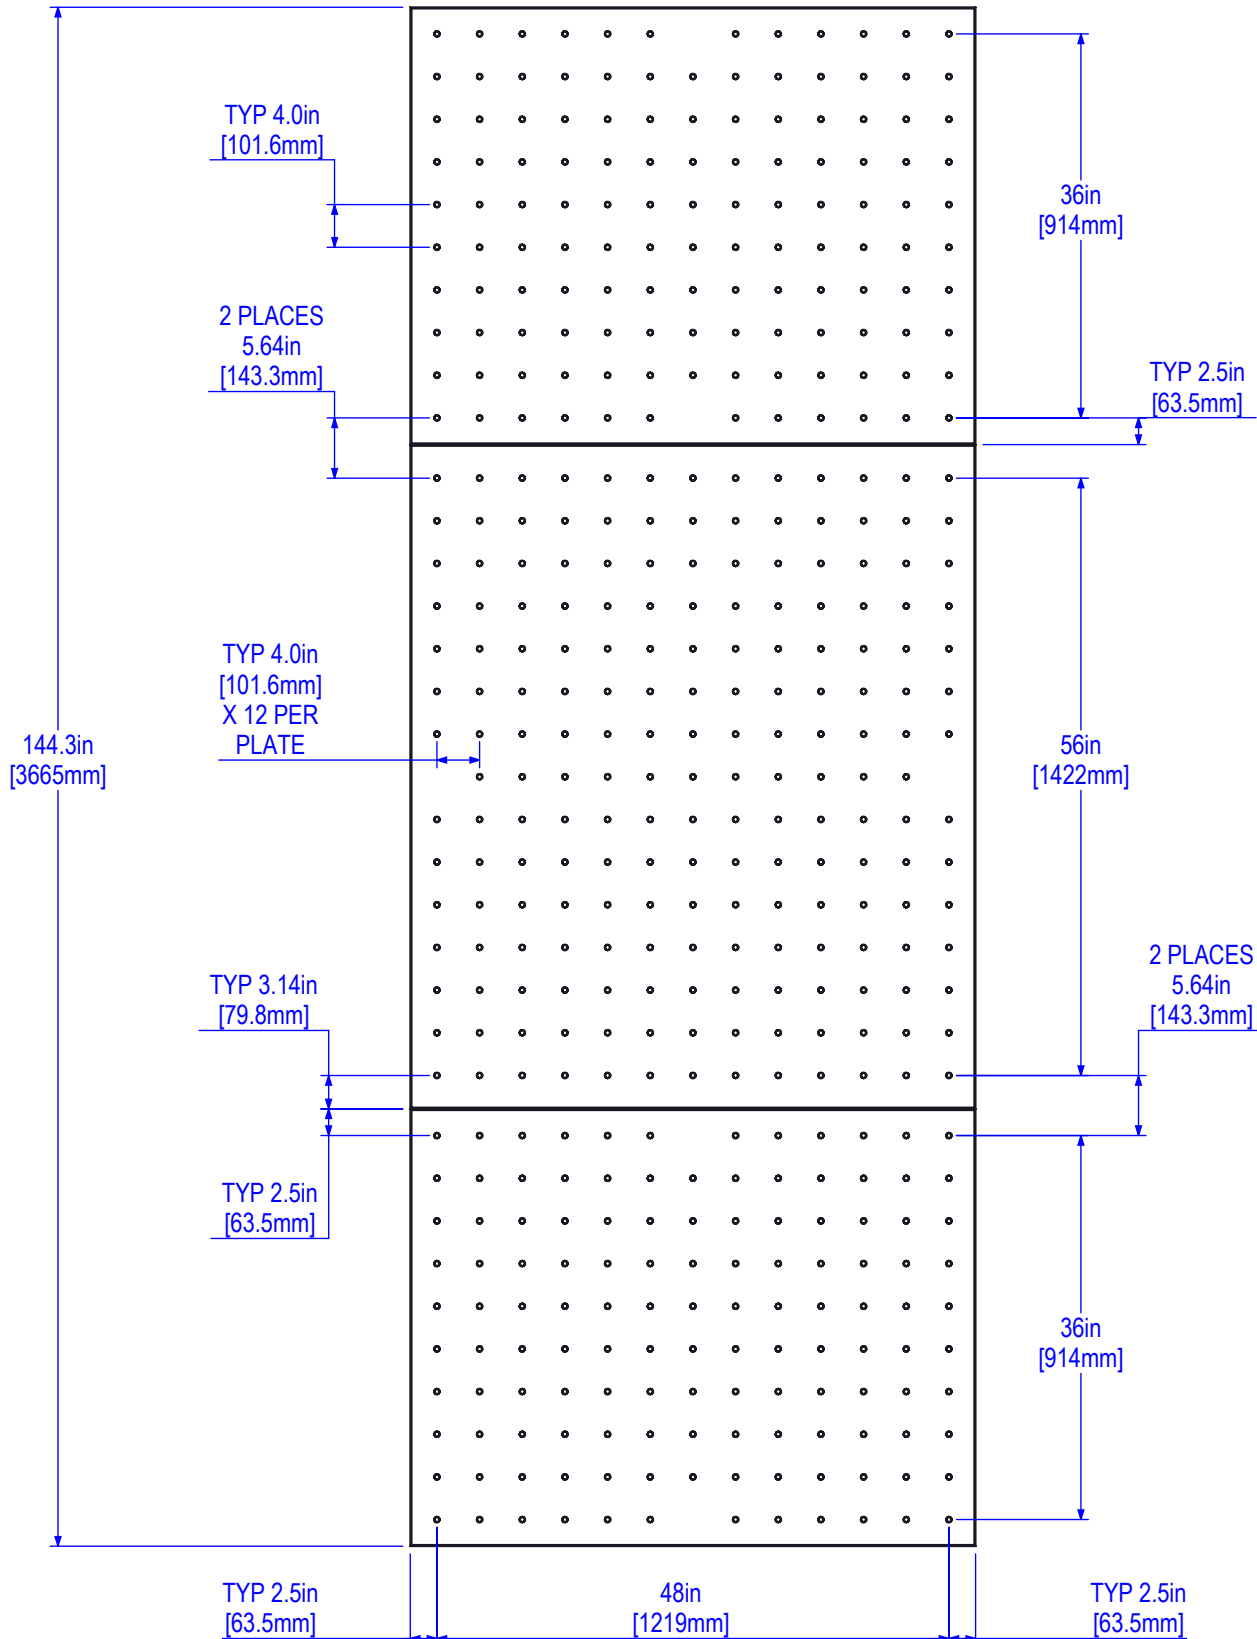 TYP 4.0in
[101.6mm]
36in
[914mm]
2 PLACES
5.64in
[143.3mm]
TYP 2.5in
[63.5mm]
TYP 4.0in
[101.6mm]
X 12 PER
PLATE
144.3in
[3665mm]
56in
[1422mm]
TYP 3.14in
[79.8mm]
2 PLACES
5.64in
[143.3mm]
TYP 2.5in
[63.5mm]
36in
[914mm]
TYP 2.5in
[63.5mm]
48in
[1219mm]
TYP 2.5in
[63.5mm]